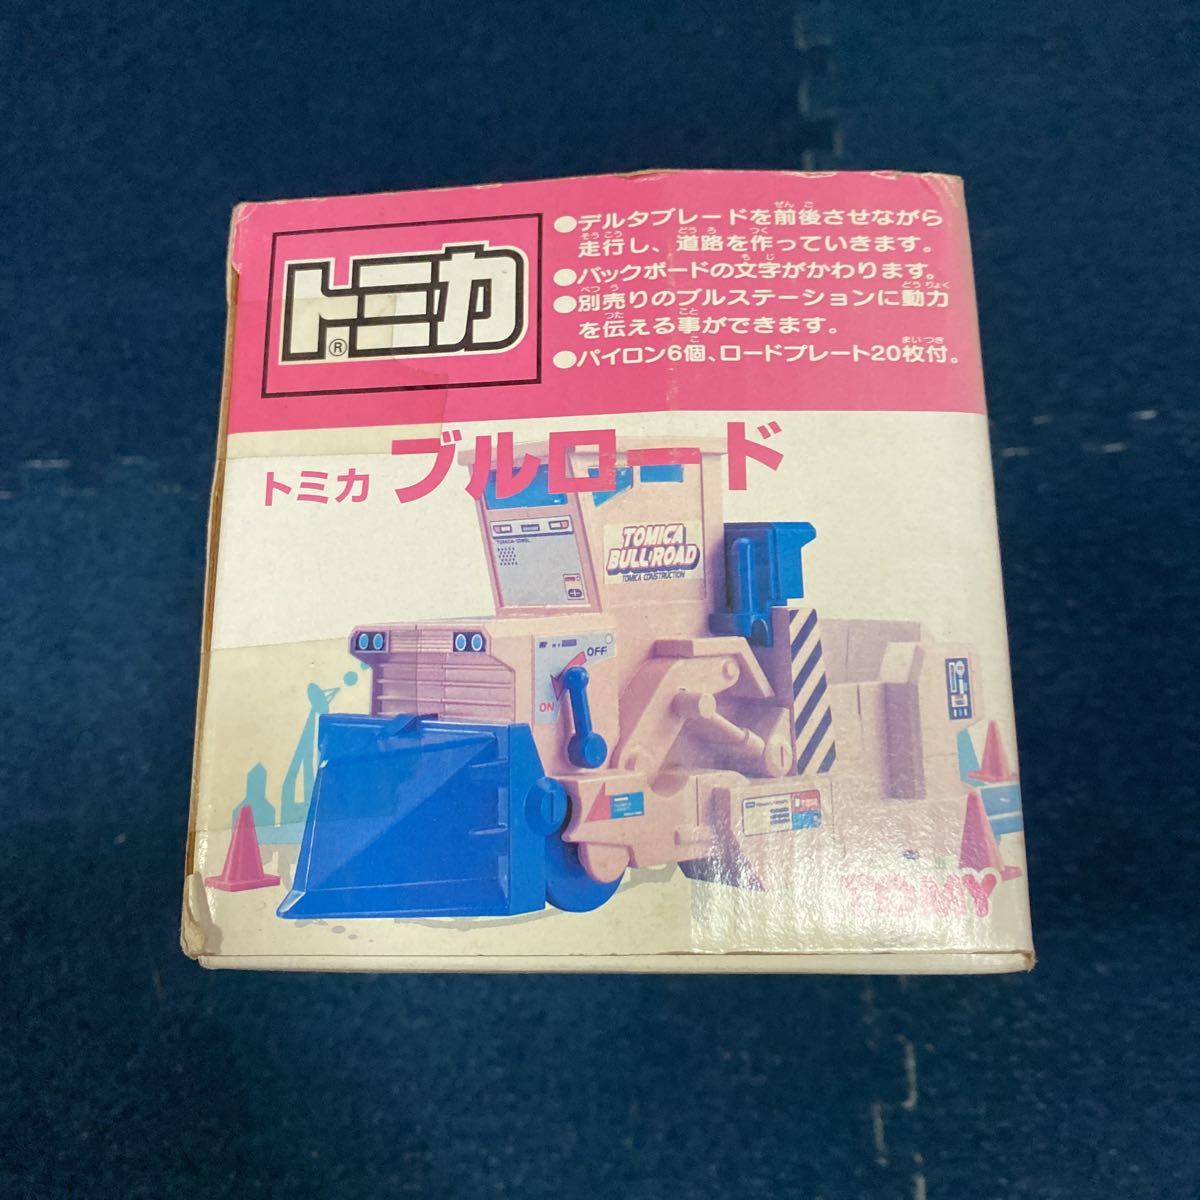 トミカ®
●デルタブレードを前後させながら
走行し、道路を作っていきます。
●バックボードの文字がかわります。
●別売りのブルステーションに動力
を伝える事ができます。
●パイロン6個、ロードプレート20枚付。
トミカ ブルロード
TOMICA
BULL ROAD
TOMICA CONSTRUCTION
OFF
ON
TOMY